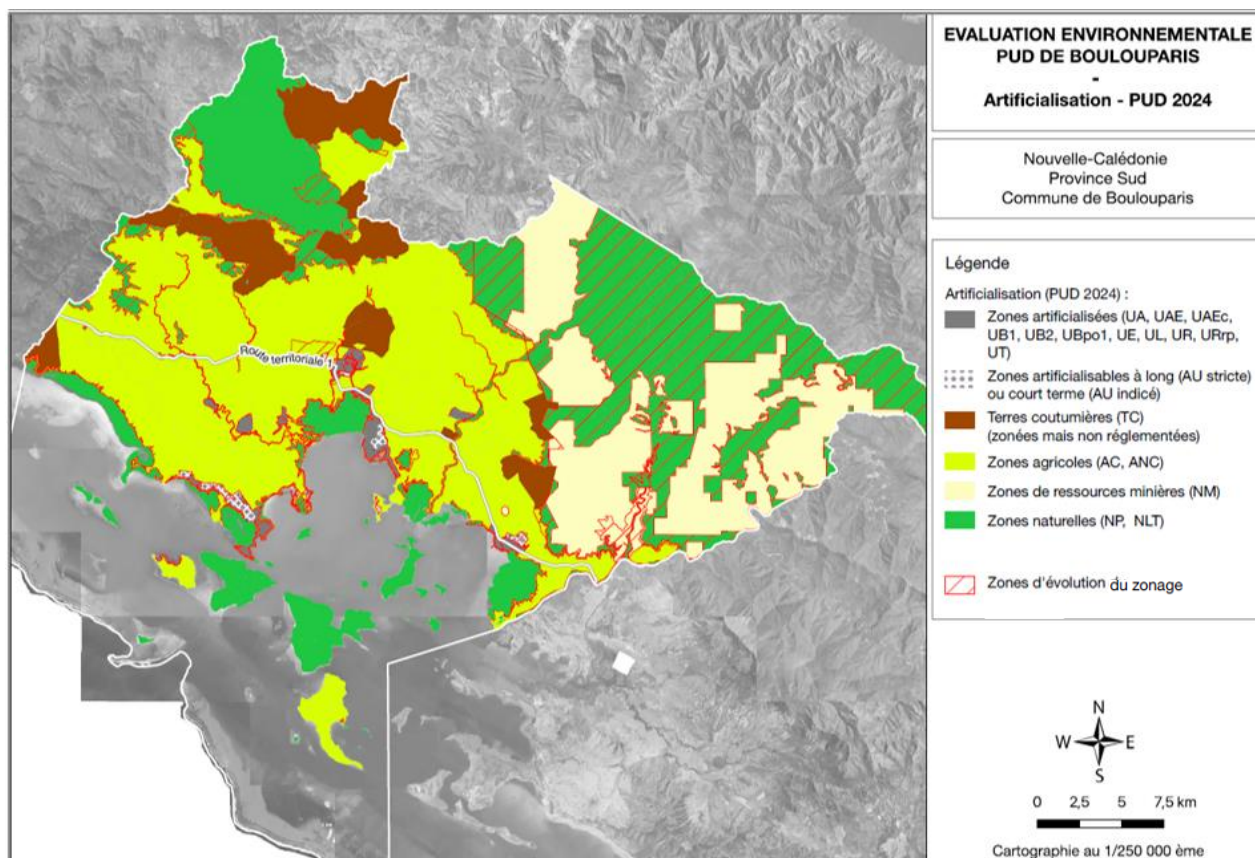 EVALUATION ENVIRONNEMENTALE
PUD DE BOULOUPARIS
-
Artificialisation - PUD 2024
Nouvelle-Calédonie
Province Sud
Commune de Boulouparis
Légende
Artificialisation (PUD 2024) :
Zones artificialisées (UA, UAE, UAEc,
UB1, UB2, UBpo1, UE, UL, UR, URrp,
UT)
Zones artificialisables à long (AU stricte)
ou court terme (AU indicé)
Terres coutumières (TC)
(zonées mais non réglementées)
Zones agricoles (AC, ANC)
Zones de ressources minières (NM)
Zones naturelles (NP, NLT)
Zones d'évolution du zonage
Route territoriale 1
N
W E
S
0 2,5 5 7,5 km
Cartographie au 1/250 000 ème